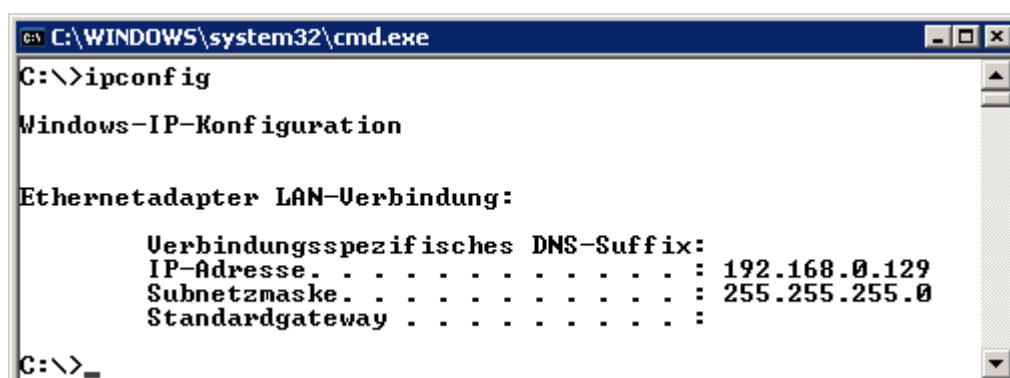 C:\WINDOWS\system32\cmd.exe
C:\>ipconfig
Windows-IP-Konfiguration
Ethernetadapter LAN-Verbindung:
Verbindungsspezifisches DNS-Suffix:
IP-Adresse. . . . . . . . . . . . : 192.168.0.129
Subnetzmaske. . . . . . . . . . . : 255.255.255.0
Standardgateway . . . . . . . . . :
C:\>_